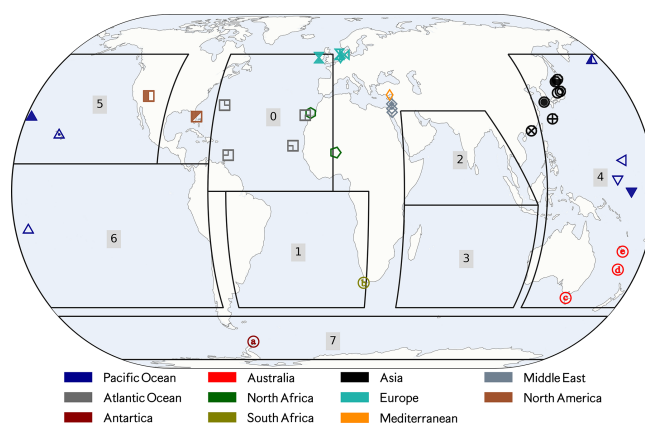 5
0
2
4
e
6
1
3
d
c
7
a
Pacific Ocean Australia Asia Middle East
Atlantic Ocean North Africa Europe North America
Antartica South Africa Mediterranean